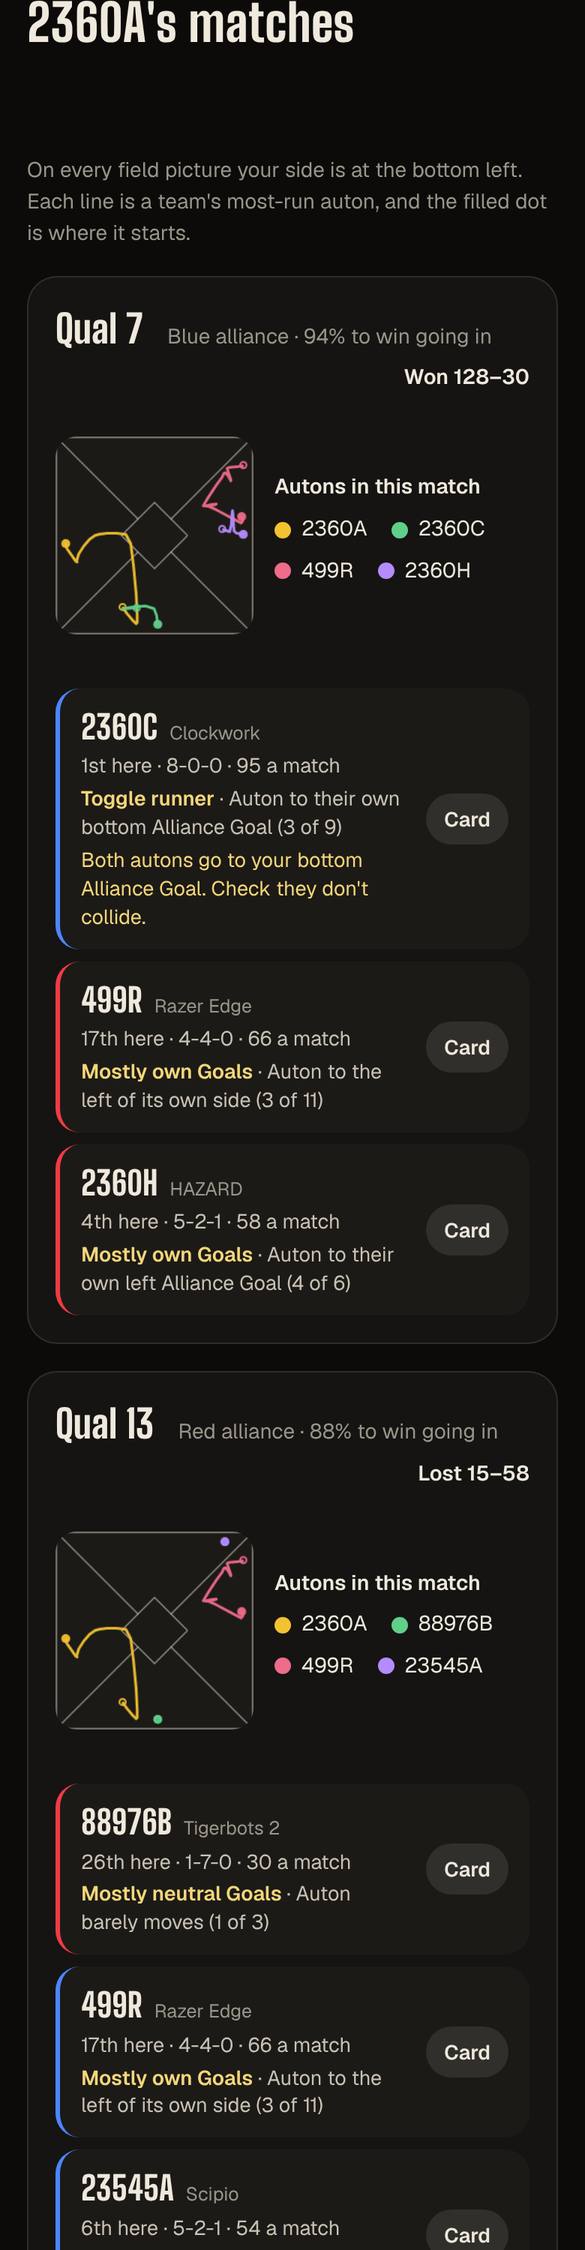 2360A's matches
On every field picture your side is at the bottom left.
Each line is a team's most-run auton, and the filled dot
is where it starts.
Qual 7 Blue alliance · 94% to win going in
Won 128–30
Autons in this match
2360A 2360C
499R 2360H
2360C Clockwork
1st here · 8-0-0 · 95 a match
Toggle runner · Auton to their own
bottom Alliance Goal (3 of 9)
Both autons go to your bottom
Alliance Goal. Check they don't
collide.
Card
499R Razer Edge
17th here · 4-4-0 · 66 a match
Mostly own Goals · Auton to the
left of its own side (3 of 11)
Card
2360H HAZARD
4th here · 5-2-1 · 58 a match
Mostly own Goals · Auton to their
own left Alliance Goal (4 of 6)
Card
Qual 13 Red alliance · 88% to win going in
Lost 15–58
Autons in this match
2360A 88976B
499R 23545A
88976B Tigerbots 2
26th here · 1-7-0 · 30 a match
Mostly neutral Goals · Auton
barely moves (1 of 3)
Card
499R Razer Edge
17th here · 4-4-0 · 66 a match
Mostly own Goals · Auton to the
left of its own side (3 of 11)
Card
23545A Scipio
6th here · 5-2-1 · 54 a match
Card